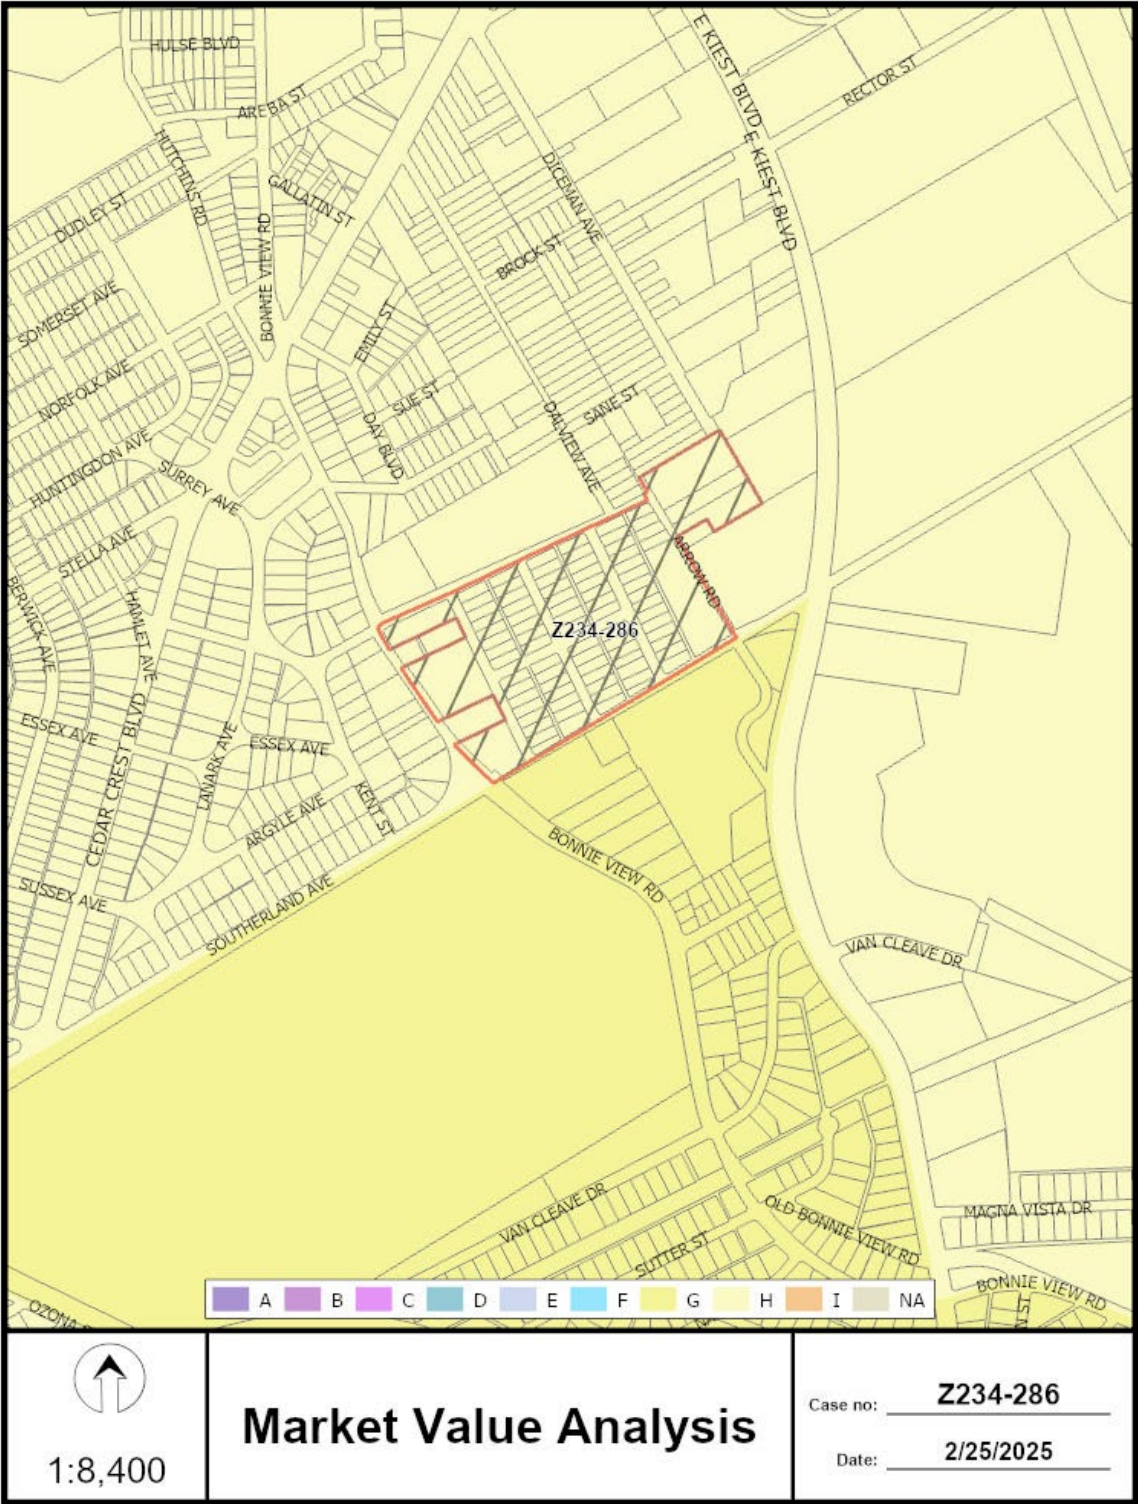 HULSE BLVD
E KIEST BLVD
RECTOR ST
AREBA ST
E KIEST BLVD
HUTCHINS RD
DICEMAN AVE
GALLATIN ST
DUDLEY ST
BONNIE VIEW RD
BROCK ST
SOMERSET AVE
EMILY ST
NORFOLK AVE
SUE ST
SANE ST
DALVIEW AVE
DAY BLVD
HUNTINGDON AVE
SURREY AVE
STELLA AVE
ARROW RD
BERWICK AVE
HAMLET AVE
Z234-286
ESSEX AVE
ESSEX AVE
CEDAR CREST BLVD
LANARK AVE
KENT ST
ARGYLE AVE
BONNIE VIEW RD
SUSSEX AVE
SOUTHERLAND AVE
VAN CLEAVE DR
VAN CLEAVE DR
OLD BONNIE VIEW RD
MAGNA VISTA DR
SUTTER ST
BONNIE VIEW RD
OZONA
A B C D E F G H I NA
1:8,400
Market Value Analysis
Case no: Z234-286
Date: 2/25/2025